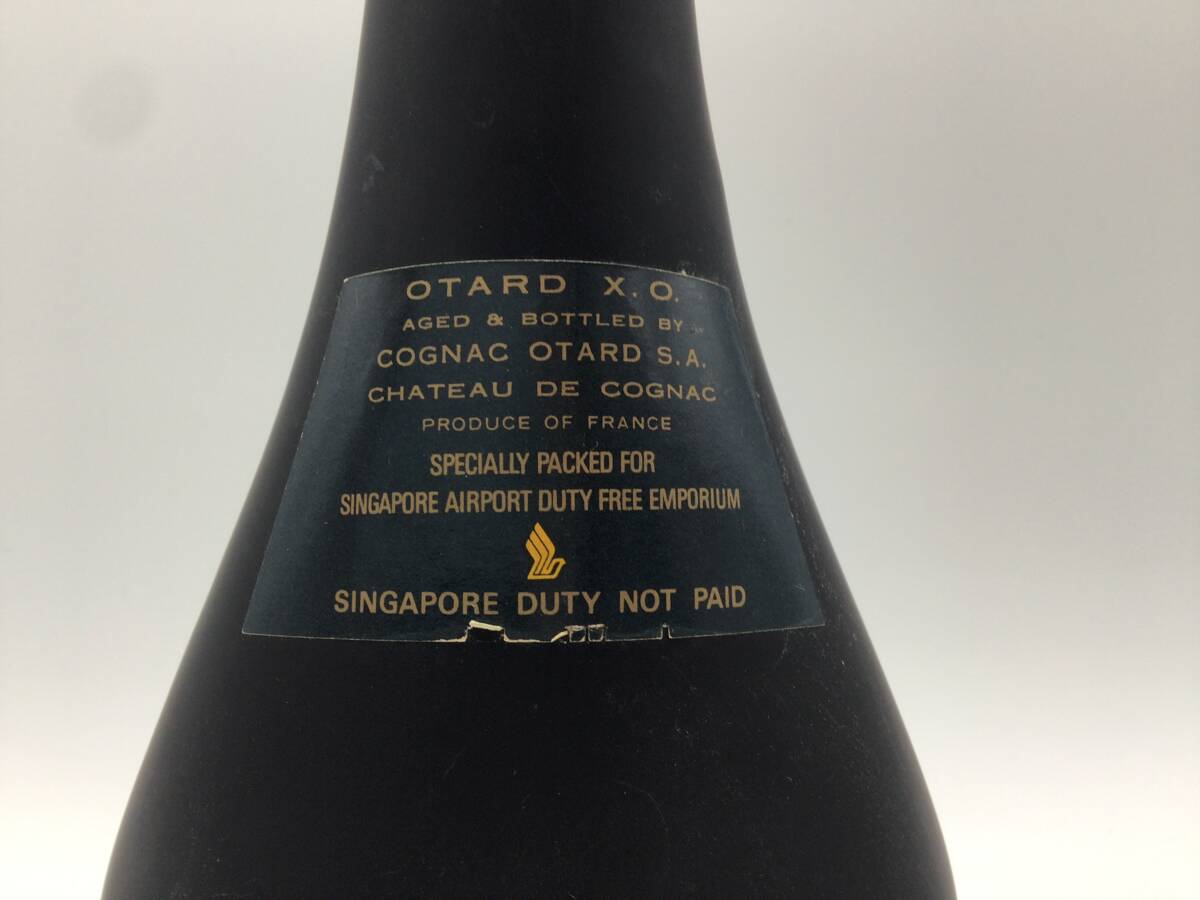 OTARD X.O.
AGED & BOTTLED BY
COGNAC OTARD S.A.
CHATEAU DE COGNAC
PRODUCE OF FRANCE
SPECIALLY PACKED FOR
SINGAPORE AIRPORT DUTY FREE EMPORIUM
SINGAPORE DUTY NOT PAID